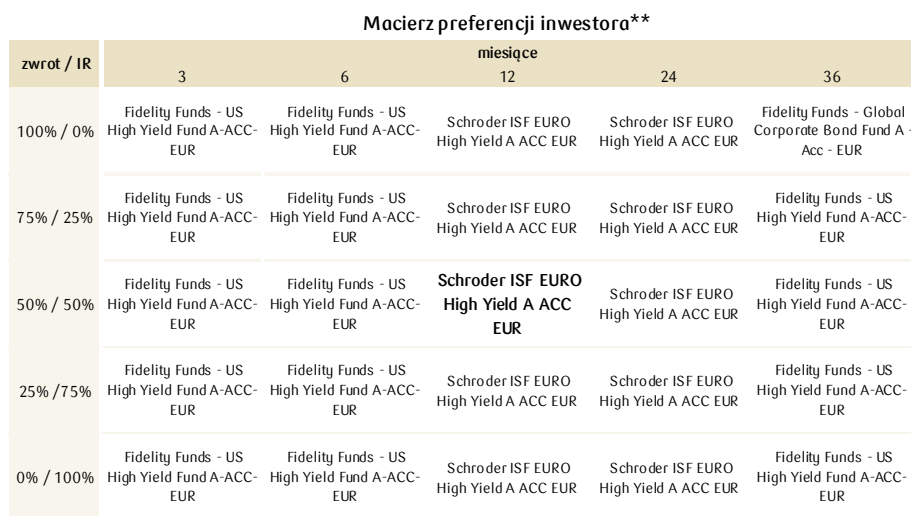 Macierz preferencji inwestora**
zwrot / IR
miesiące
3 6 12 24 36
100% / 0%
Fidelity Funds - US
High Yield Fund A-ACC-
EUR
Fidelity Funds - US
High Yield Fund A-ACC-
EUR
Schroder ISF EURO
High Yield A ACC EUR
Schroder ISF EURO
High Yield A ACC EUR
Fidelity Funds - Global
Corporate Bond Fund A -
Acc - EUR
75% / 25%
Fidelity Funds - US
High Yield Fund A-ACC-
EUR
Fidelity Funds - US
High Yield Fund A-ACC-
EUR
Schroder ISF EURO
High Yield A ACC EUR
Schroder ISF EURO
High Yield A ACC EUR
Fidelity Funds - US
High Yield Fund A-ACC-
EUR
50% / 50%
Fidelity Funds - US
High Yield Fund A-ACC-
EUR
Fidelity Funds - US
High Yield Fund A-ACC-
EUR
Schroder ISF EURO
High Yield A ACC
EUR
Schroder ISF EURO
High Yield A ACC EUR
Fidelity Funds - US
High Yield Fund A-ACC-
EUR
25% /75%
Fidelity Funds - US
High Yield Fund A-ACC-
EUR
Fidelity Funds - US
High Yield Fund A-ACC-
EUR
Schroder ISF EURO
High Yield A ACC EUR
Schroder ISF EURO
High Yield A ACC EUR
Fidelity Funds - US
High Yield Fund A-ACC-
EUR
0% / 100%
Fidelity Funds - US
High Yield Fund A-ACC-
EUR
Fidelity Funds - US
High Yield Fund A-ACC-
EUR
Schroder ISF EURO
High Yield A ACC EUR
Schroder ISF EURO
High Yield A ACC EUR
Fidelity Funds - US
High Yield Fund A-ACC-
EUR